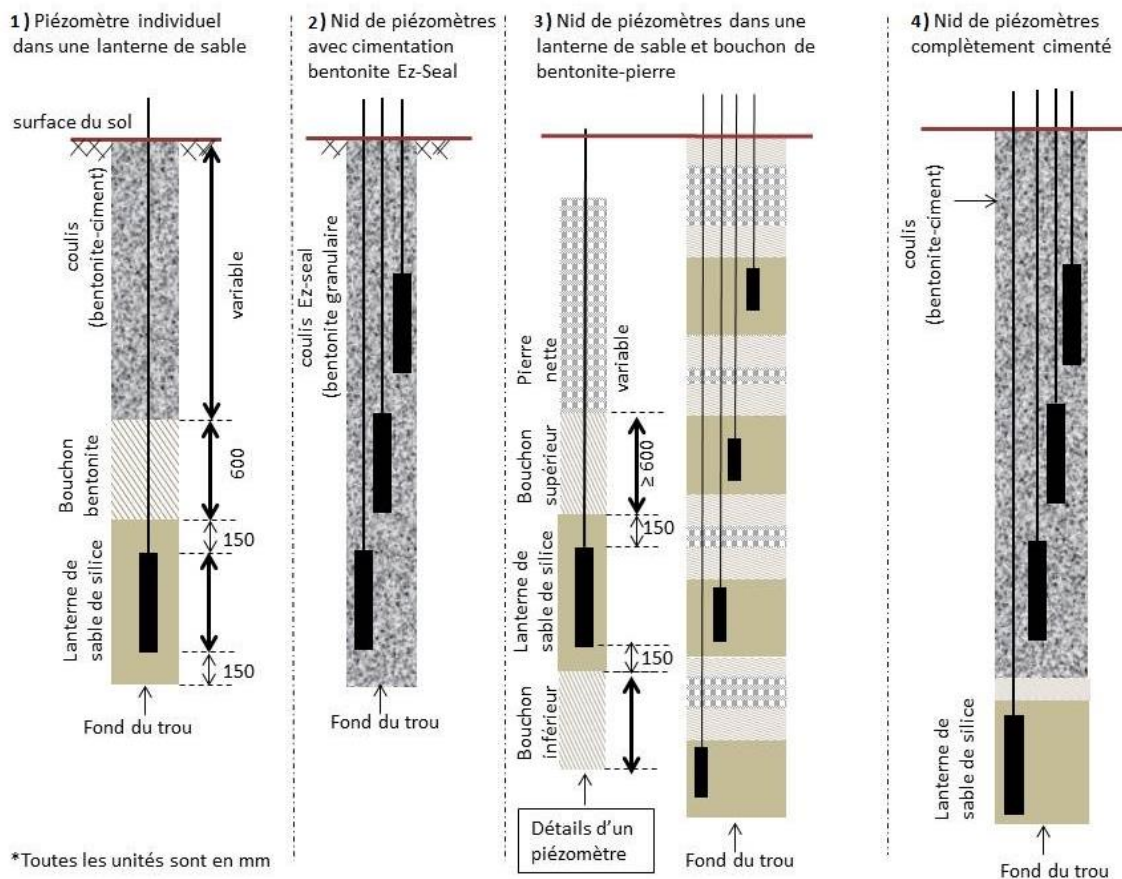 1) Piézomètre individuel
dans une lanterne de sable
surface du sol
coulis
(bentonite-ciment)
variable
Bouchon
bentonite
600
150
Lanterne de
sable de silice
150
Fond du trou
*Toutes les unités sont en mm
2) Nid de piézomètres
avec cimentation
bentonite Ez-Seal
coulis Ez-seal
(bentonite granulaire
Fond du trou
3) Nid de piézomètres dans une
lanterne de sable et bouchon de
bentonite-pierre
Pierre
nette
variable
Bouchon
supérieur
≥ 600
150
Lanterne de
sable de silice
150
Bouchon
inférieur
Détails d'un
piézomètre
Fond du trou
4) Nid de piézomètres
complètement cimenté
coulis
(bentonite-ciment)
Lanterne de
sable de silice
Fond du trou